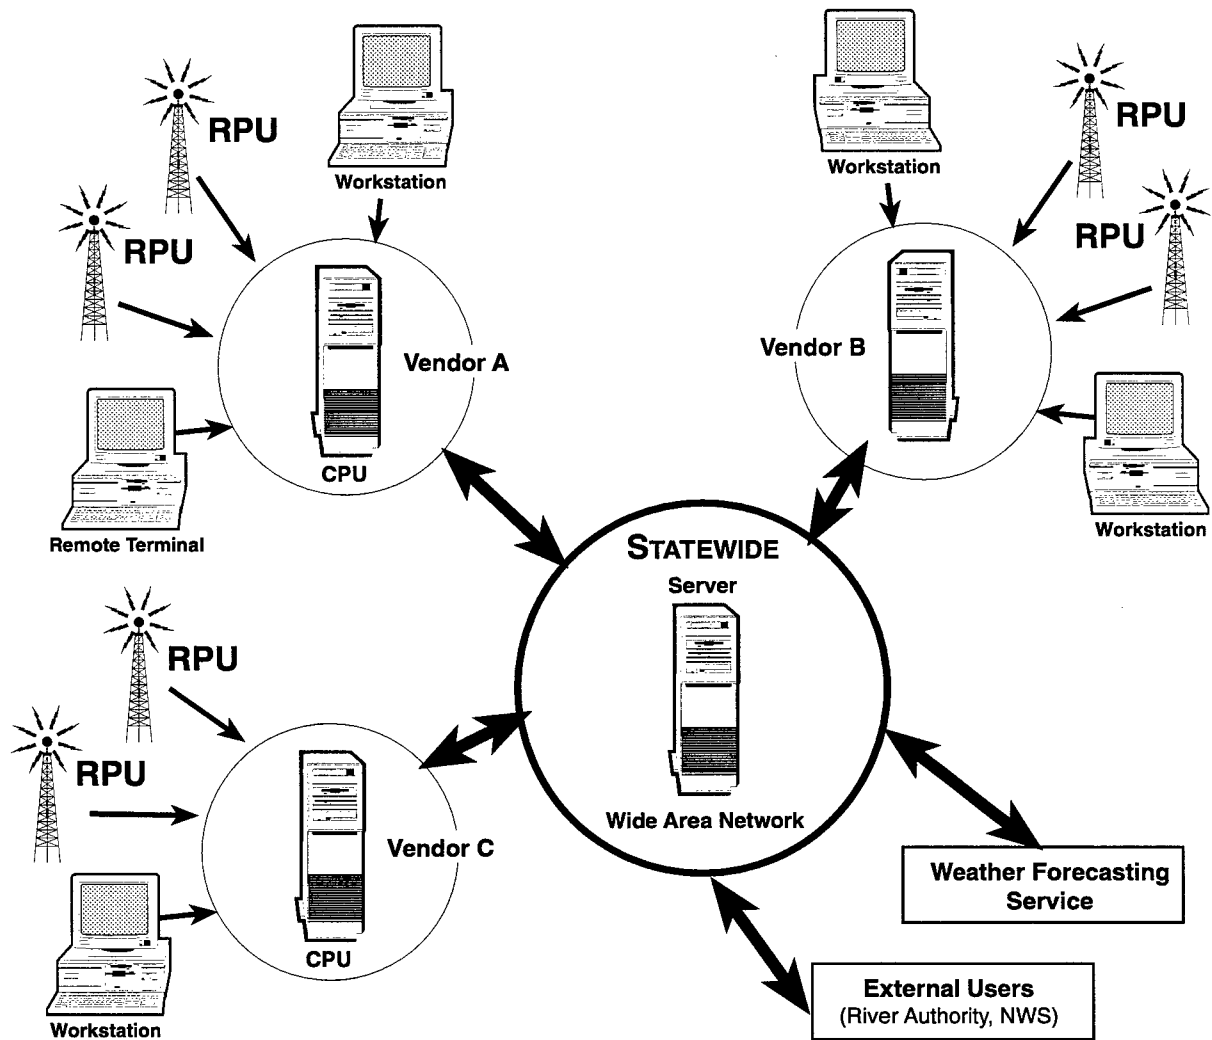 RPU
Workstation
RPU
Vendor A
CPU
Remote Terminal
Workstation
RPU
RPU
Vendor B
Workstation
STATEWIDE
Server
Wide Area Network
RPU
RPU
Vendor C
CPU
Workstation
Weather Forecasting
Service
External Users
(River Authority, NWS)